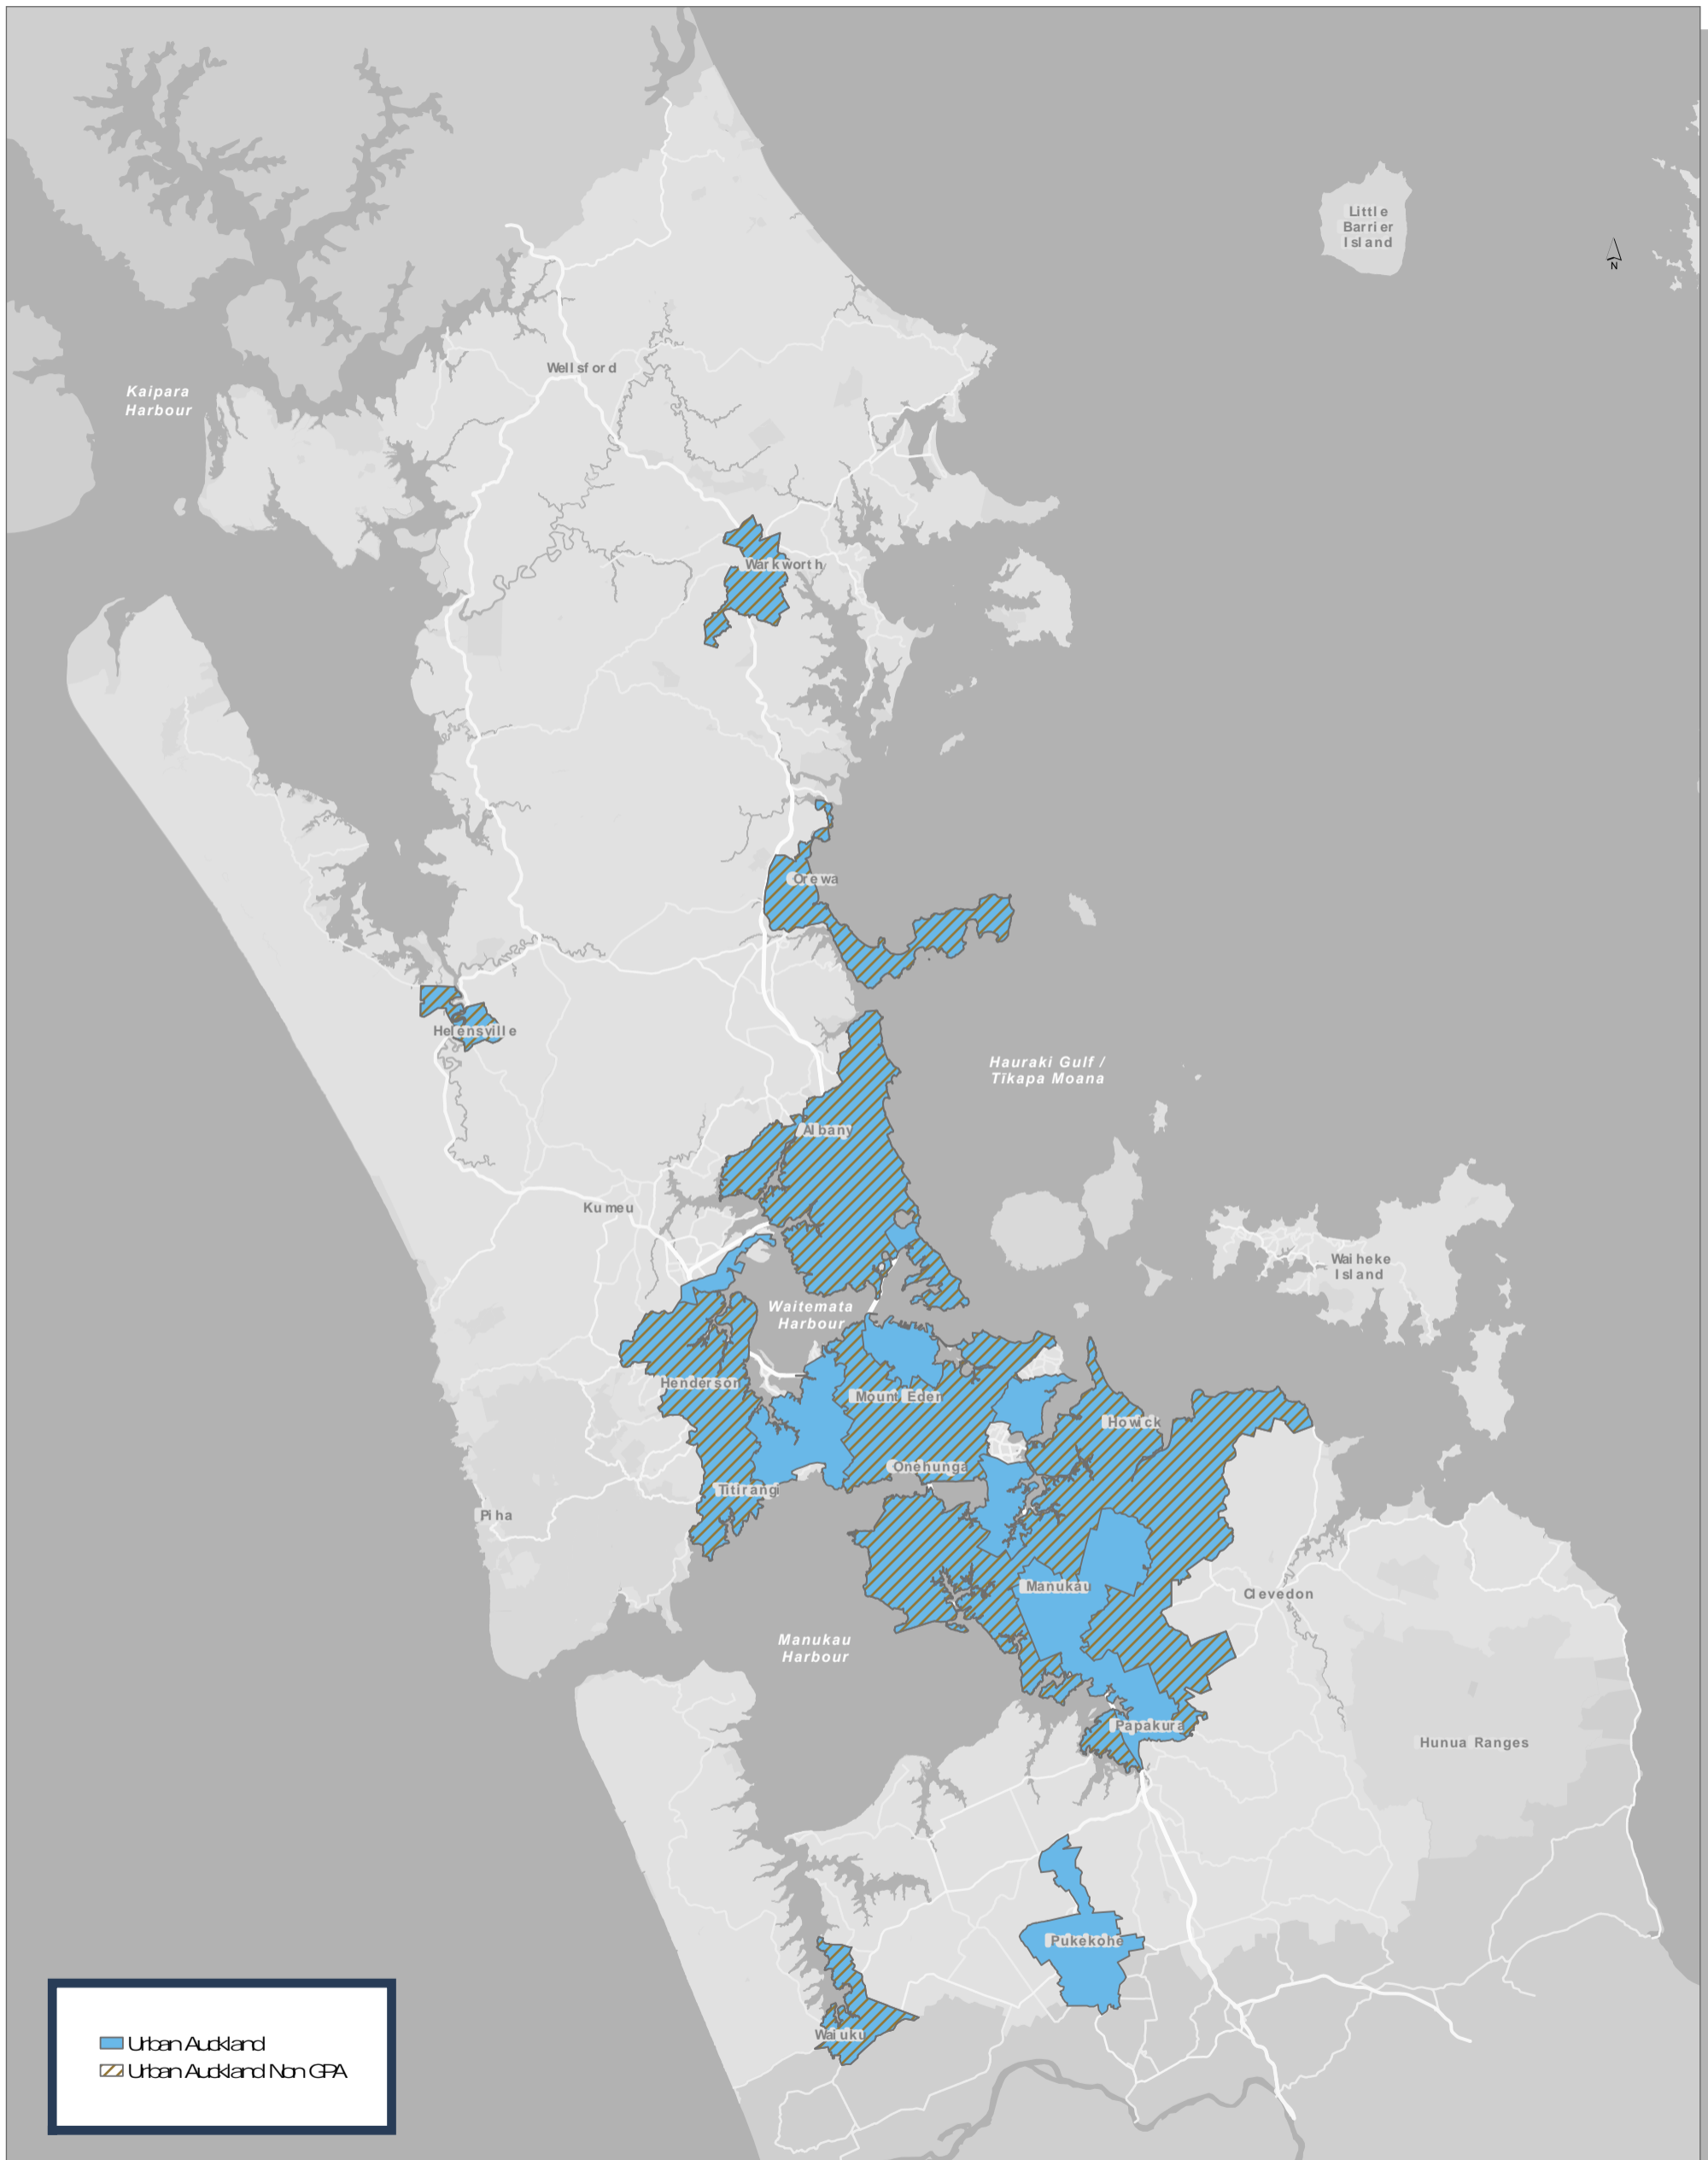 Little
Barrier
Island
N
Wellsford
Kaipara
Harbour
Warkworth
Orewa
Helensville
Hauraki Gulf /
Tīkapa Moana
Albany
Kumeu
Waiheke
Island
Waitemata
Harbour
Henderson
Mount Eden
Howick
Onehunga
Titirangi
Piha
Manukau
Clevedon
Manukau
Harbour
Papakura
Hunua Ranges
Pukekohe
Waiuku
Urban Auckland
Urban Auckland Non GPA